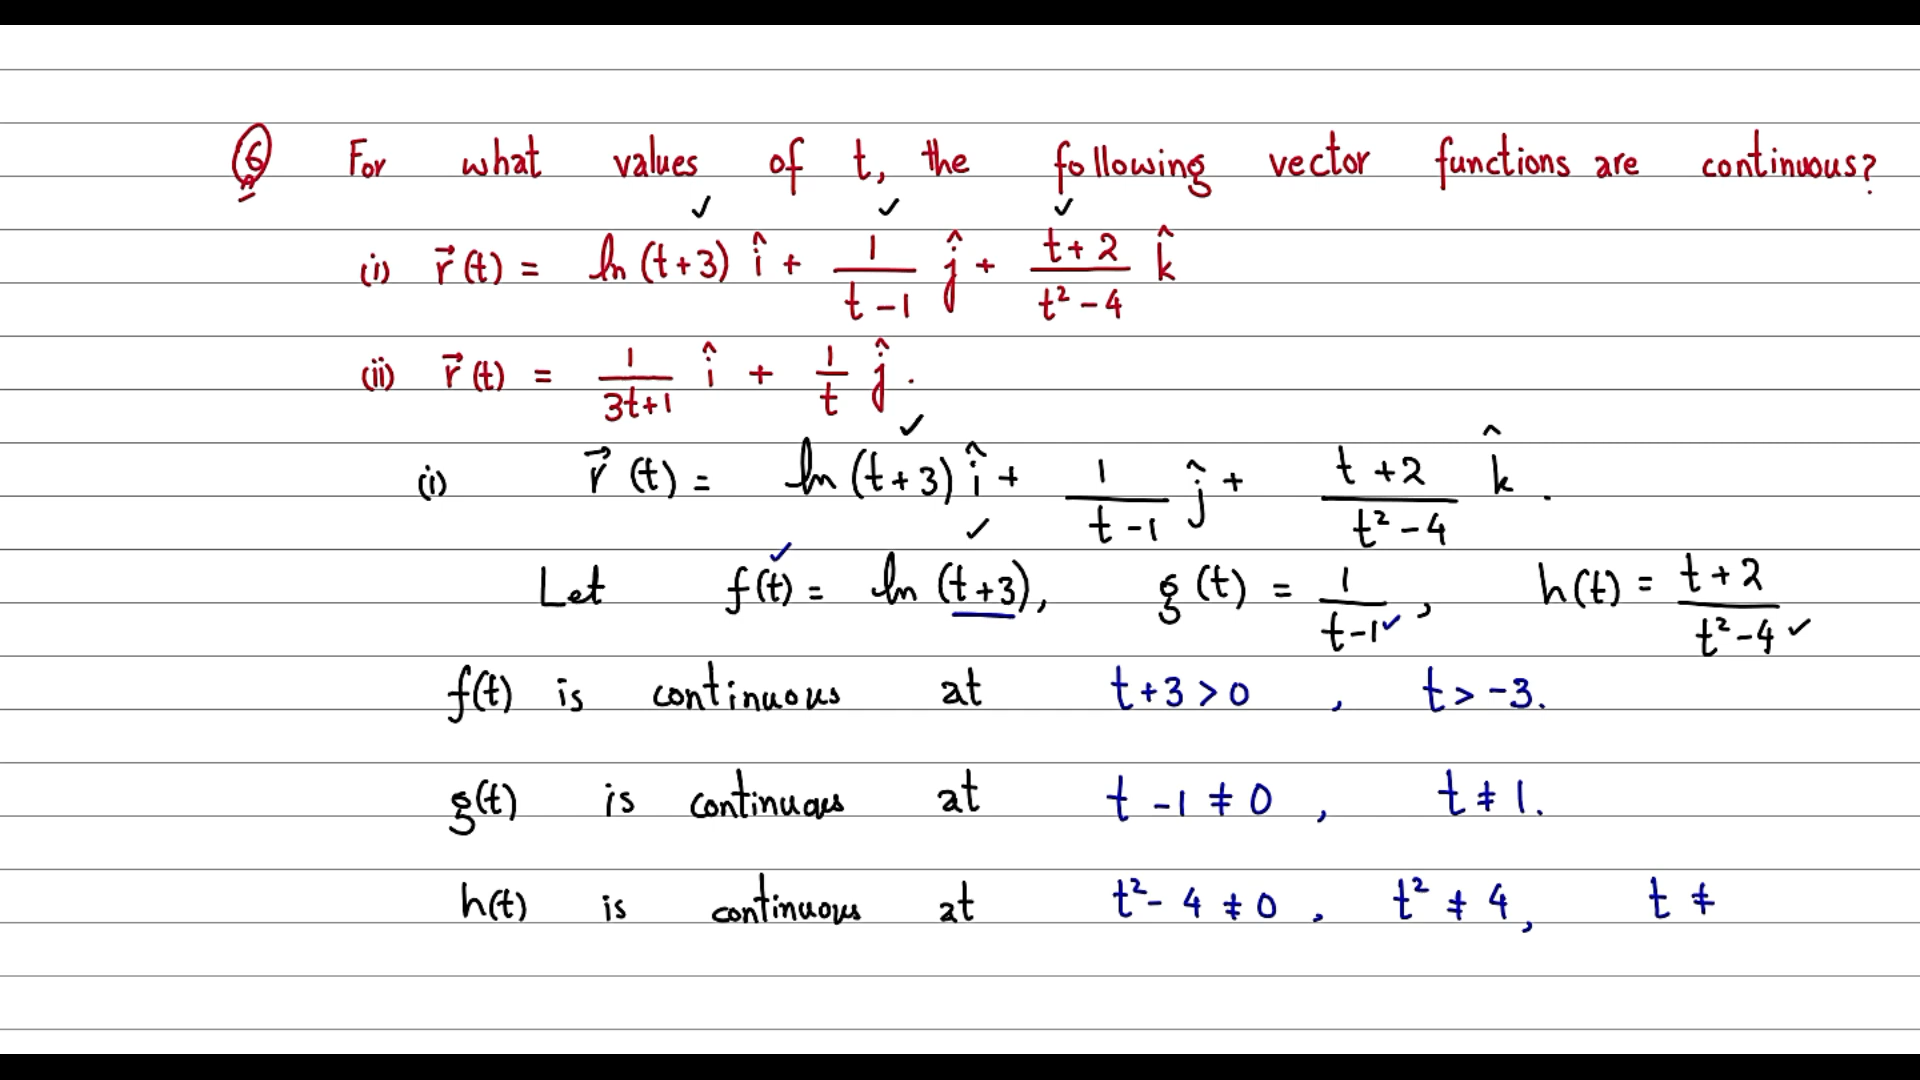 6 For what values of t, the following vector functions are continuous?
(i) r⃗(t) = ln(t+3) î + 1/(t-1) ĵ + (t+2)/(t²-4) k̂
(ii) r⃗(t) = 1/(3t+1) î + 1/t ĵ.
(i) r⃗(t) = ln(t+3) î + 1/(t-1) ĵ + (t+2)/(t²-4) k̂.
Let f(t) = ln(t+3), g(t) = 1/(t-1), h(t) = (t+2)/(t²-4)
f(t) is continuous at t+3 > 0, t > -3.
g(t) is continuous at t-1 ≠ 0, t ≠ 1.
h(t) is continuous at t²-4 ≠ 0, t² ≠ 4, t ≠